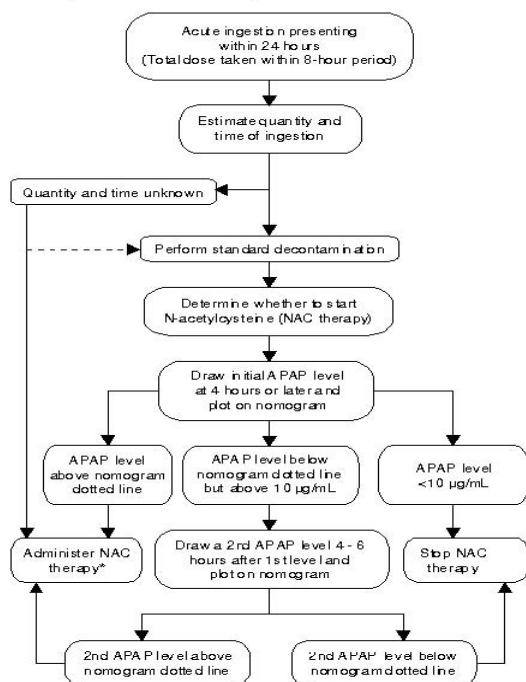 Acute ingestion presenting
within 24 hours
(Total dose taken within 8-hour period)
Estimate quantity and
time of ingestion
Quantity and time unknown
Perform standard decontamination
Determine whether to start
N-acetylcysteine (NAC therapy)
Draw initial APAP level
at 4 hours or later and
plot on nomogram
APAP level
above nomogram
dotted line
APAP level below
nomogram dotted line
but above 10 µg/mL
APAP level
<10 µg/mL
Administer NAC
therapy*
Draw a 2nd APAP level 4 - 6
hours after 1st level and
plot on nomogram
Stop NAC
therapy
2nd APAP level above
nomogram dotted line
2nd APAP level below
nomogram dotted line